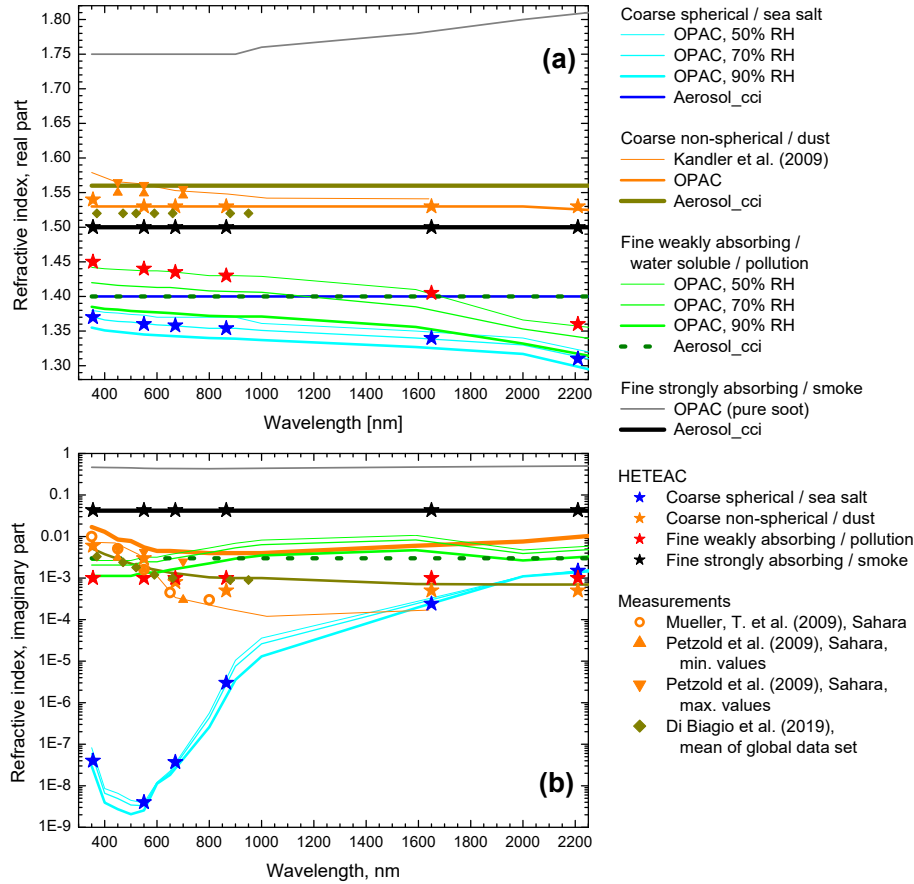 (a)
1.80
1.75
1.60
1.55
1.50
1.45
1.40
1.35
1.30
Refractive index, real part
400 600 800 1000 1200 1400 1600 1800 2000 2200
Wavelength [nm]
(b)
1
0.1
0.01
1E-3
1E-4
1E-5
1E-6
1E-7
1E-8
1E-9
Refractive index, imaginary part
400 600 800 1000 1200 1400 1600 1800 2000 2200
Wavelength, nm
Coarse spherical / sea salt
OPAC, 50% RH
OPAC, 70% RH
OPAC, 90% RH
Aerosol_cci
Coarse non-spherical / dust
Kandler et al. (2009)
OPAC
Aerosol_cci
Fine weakly absorbing /
water soluble / pollution
OPAC, 50% RH
OPAC, 70% RH
OPAC, 90% RH
Aerosol_cci
Fine strongly absorbing / smoke
OPAC (pure soot)
Aerosol_cci
HETEAC
Coarse spherical / sea salt
Coarse non-spherical / dust
Fine weakly absorbing / pollution
Fine strongly absorbing / smoke
Measurements
Mueller, T. et al. (2009), Sahara
Petzold et al. (2009), Sahara,
min. values
Petzold et al. (2009), Sahara,
max. values
Di Biagio et al. (2019),
mean of global data set